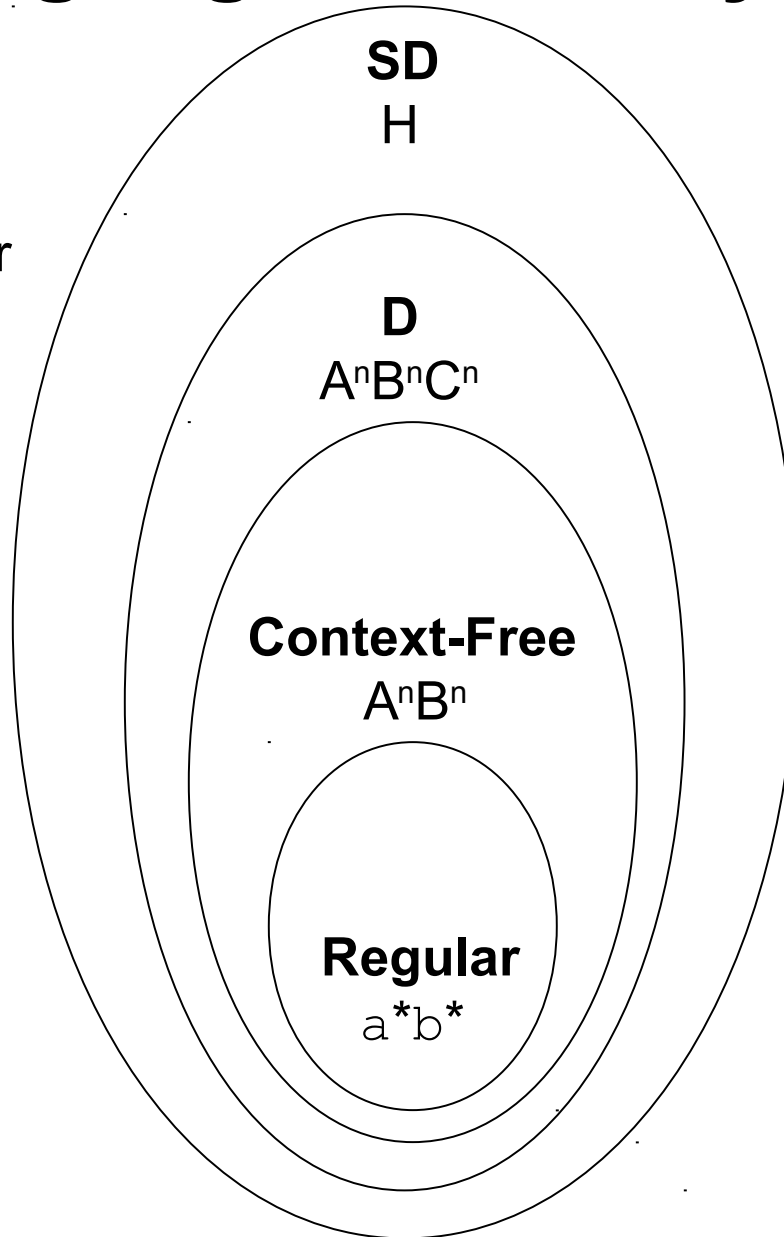 SD
H
r
D
AⁿBⁿCⁿ
Context-Free
AⁿBⁿ
Regular
a*b*